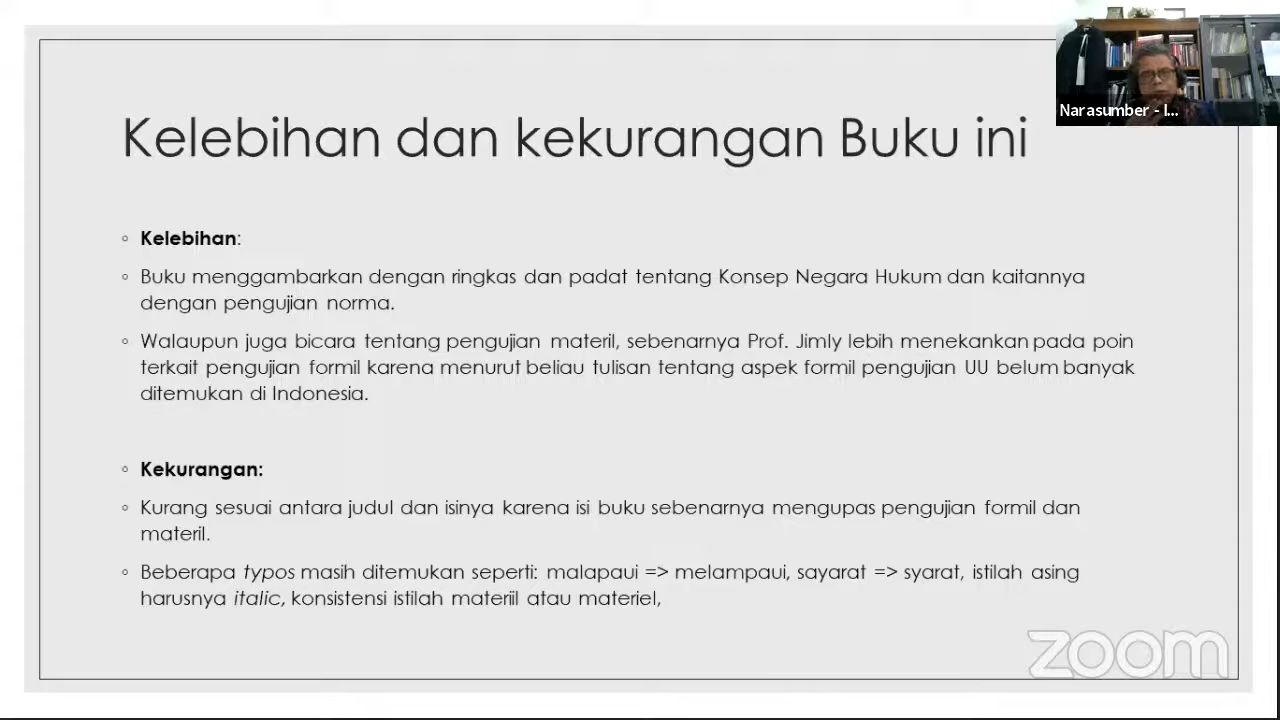 Narasumber - I...
Kelebihan dan kekurangan Buku ini
Kelebihan:
Buku menggambarkan dengan ringkas dan padat tentang Konsep Negara Hukum dan kaitannya
dengan pengujian norma.
Walaupun juga bicara tentang pengujian materil, sebenarnya Prof. Jimly lebih menekankan pada poin
terkait pengujian formil karena menurut beliau tulisan tentang aspek formil pengujian UU belum banyak
ditemukan di Indonesia.
Kekurangan:
Kurang sesuai antara judul dan isinya karena isi buku sebenarnya mengupas pengujian formil dan
materil.
Beberapa typos masih ditemukan seperti: malapaui => melampaui, sayarat => syarat, istilah asing
harusnya italic, konsistensi istilah materiil atau materiel,
zoom